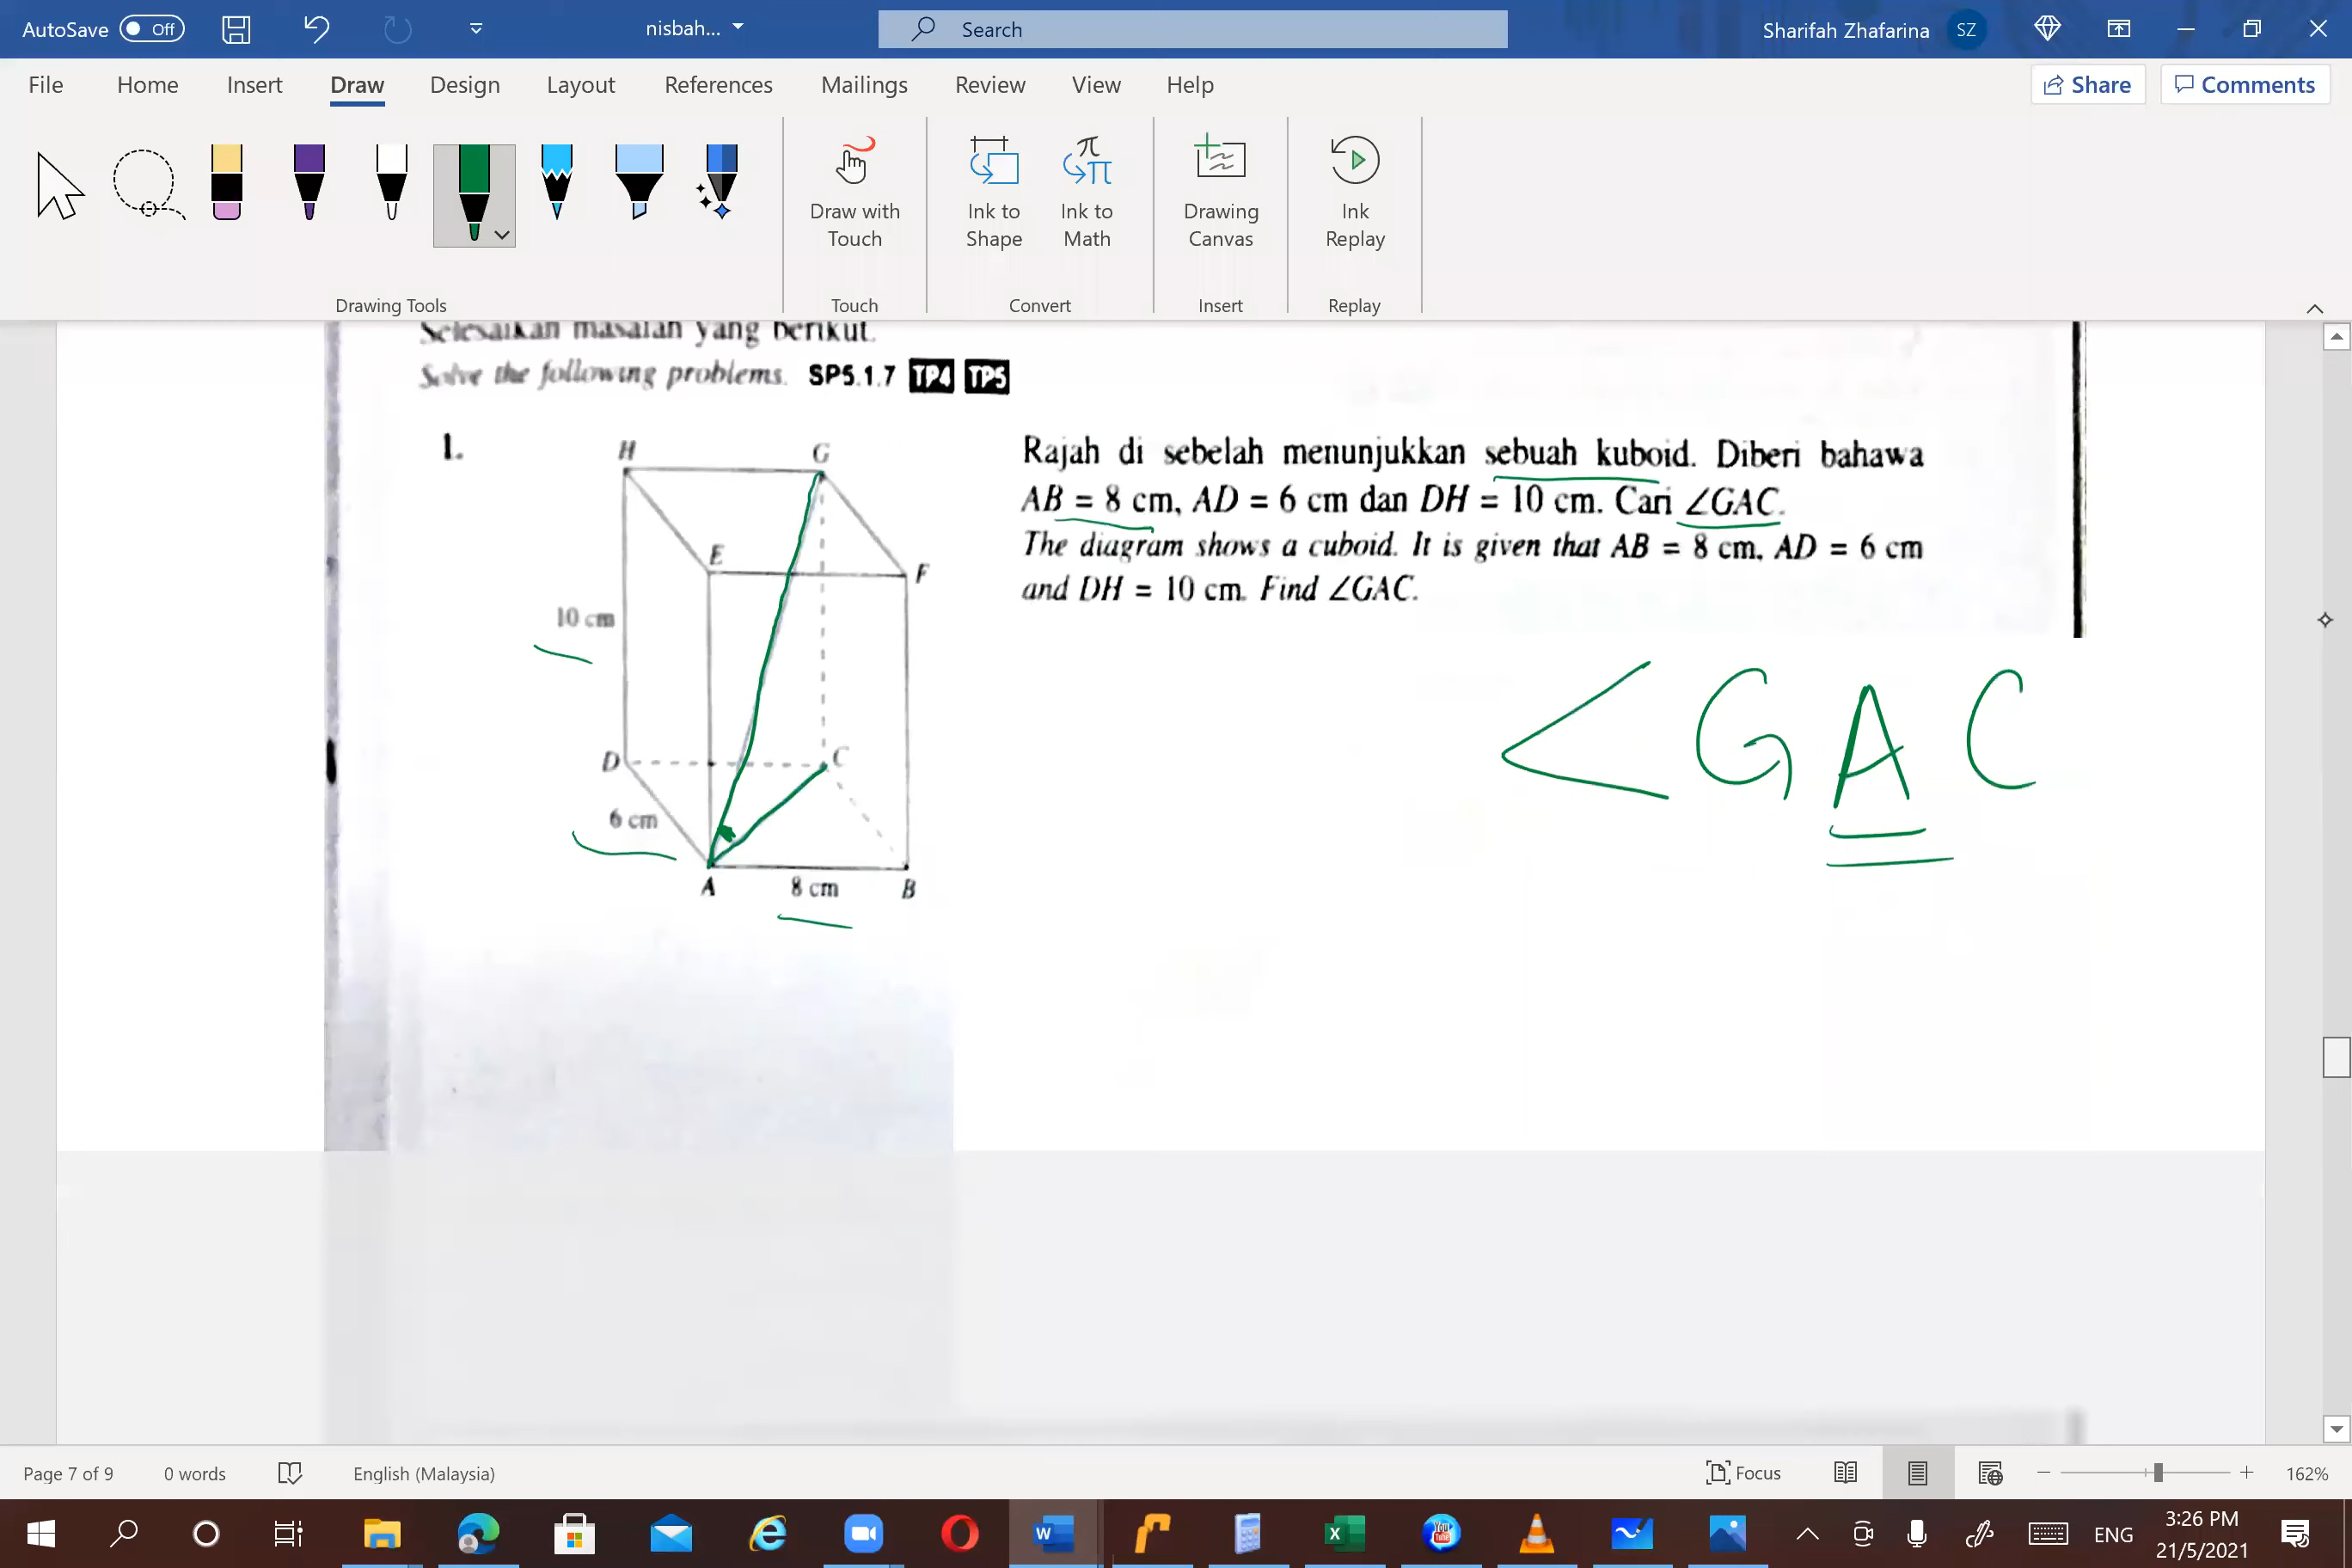 AutoSave Off nisbah... Search Sharifah Zhafarina SZ
File Home Insert Draw Design Layout References Mailings Review View Help Share Comments
Draw with Touch
Ink to Shape
Ink to Math
Drawing Canvas
Ink Replay
Drawing Tools Touch Convert Insert Replay
Selesaikan masalah yang berikut.
Solve the following problems. SP5.1.7 TP4 TP5
1.
H G
E
F
10 cm
D C
6 cm
A 8 cm B
Rajah di sebelah menunjukkan sebuah kuboid. Diberi bahawa
AB = 8 cm, AD = 6 cm dan DH = 10 cm. Cari ∠GAC.
The diagram shows a cuboid. It is given that AB = 8 cm, AD = 6 cm
and DH = 10 cm. Find ∠GAC.
<GAC
Page 7 of 9 0 words English (Malaysia) Focus 162%
ENG 3:26 PM
21/5/2021